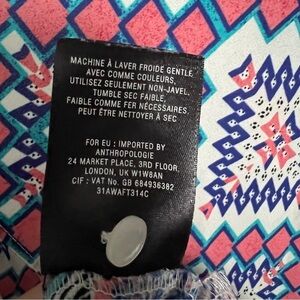 MACHINE À LAVER FROIDE GENTLE
AVEC COMME COULEURS,
UTILISEZ SEULEMENT NON-JAVEL,
TUMBLE SEC FAIBLE,
FAIBLE COMME FER NÉCESSAIRES
PEUT ÊTRE NETTOYER À SEC
FOR EU : IMPORTED BY
ANTHROPOLOGIE
24 MARKET PLACE, 3RD FLOOR,
LONDON, UK W1W8AN
CIF : VAT No. GB 684936382
31AWAFT314C